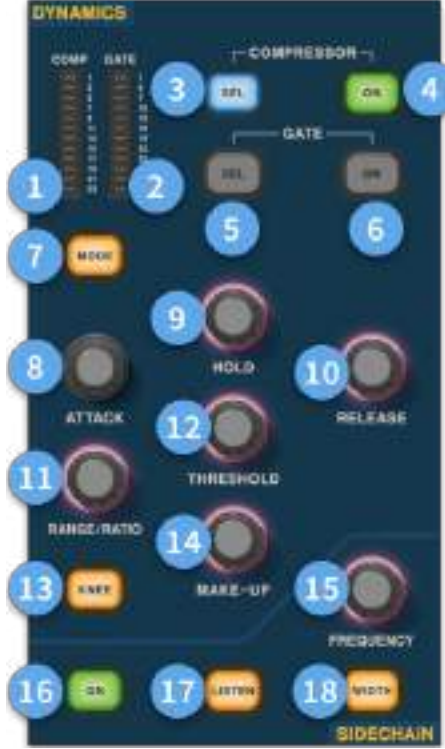 DYNAMICS
COMP GATE
COMPRESSOR
1
2
3
SEL
ON
4
GATE
SEL
ON
5
6
7
MODE
9
HOLD
8
ATTACK
10
RELEASE
12
THRESHOLD
11
RANGE/RATIO
14
MAKE-UP
13
KNEE
15
FREQUENCY
16
ON
17
LISTEN
18
WIDTH
SIDECHAIN